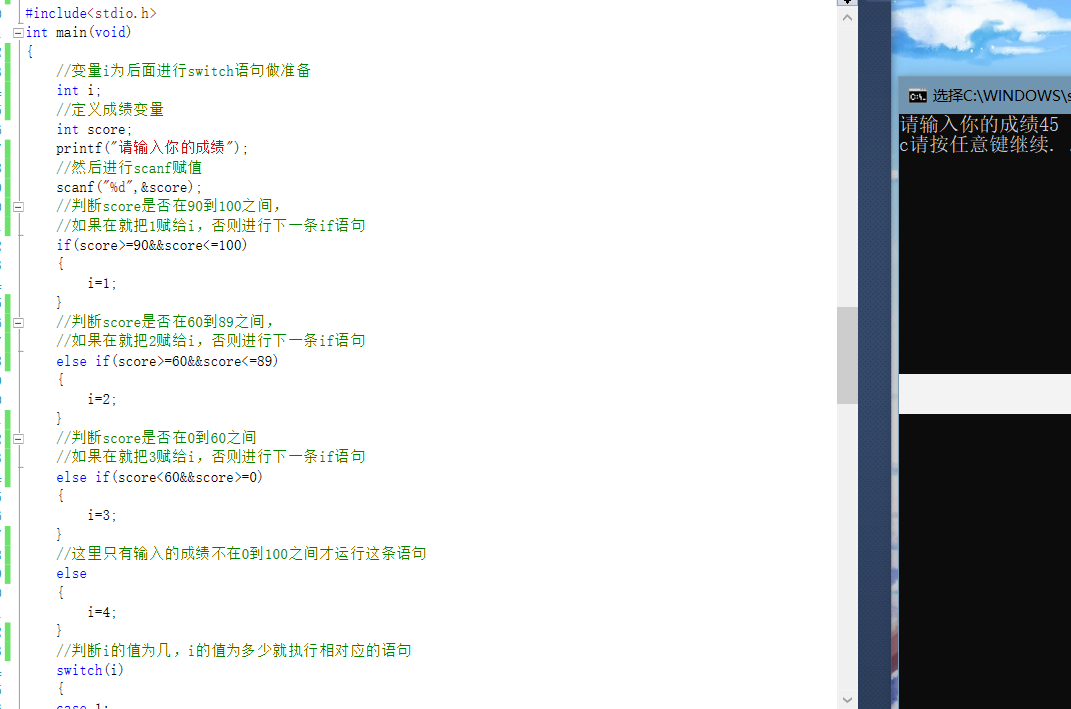 #include<stdio.h>
int main(void)
{
//变量i为后面进行switch语句做准备
int i;
//定义成绩变量
int score;
printf("请输入你的成绩");
//然后进行scanf赋值
scanf("%d",&score);
//判断score是否在90到100之间，
//如果在就把1赋给i，否则进行下一条if语句
if(score>=90&&score<=100)
{
i=1;
}
//判断score是否在60到89之间，
//如果在就把2赋给i，否则进行下一条if语句
else if(score>=60&&score<=89)
{
i=2;
}
//判断score是否在0到60之间
//如果在就把3赋给i，否则进行下一条if语句
else if(score<60&&score>=0)
{
i=3;
}
//这里只有输入的成绩不在0到100之间才运行这条语句
else
{
i=4;
}
//判断i的值为几，i的值为多少就执行相对应的语句
switch(i)
{
选择C:\WINDOWS\s
请输入你的成绩45
c请按任意键继续. .